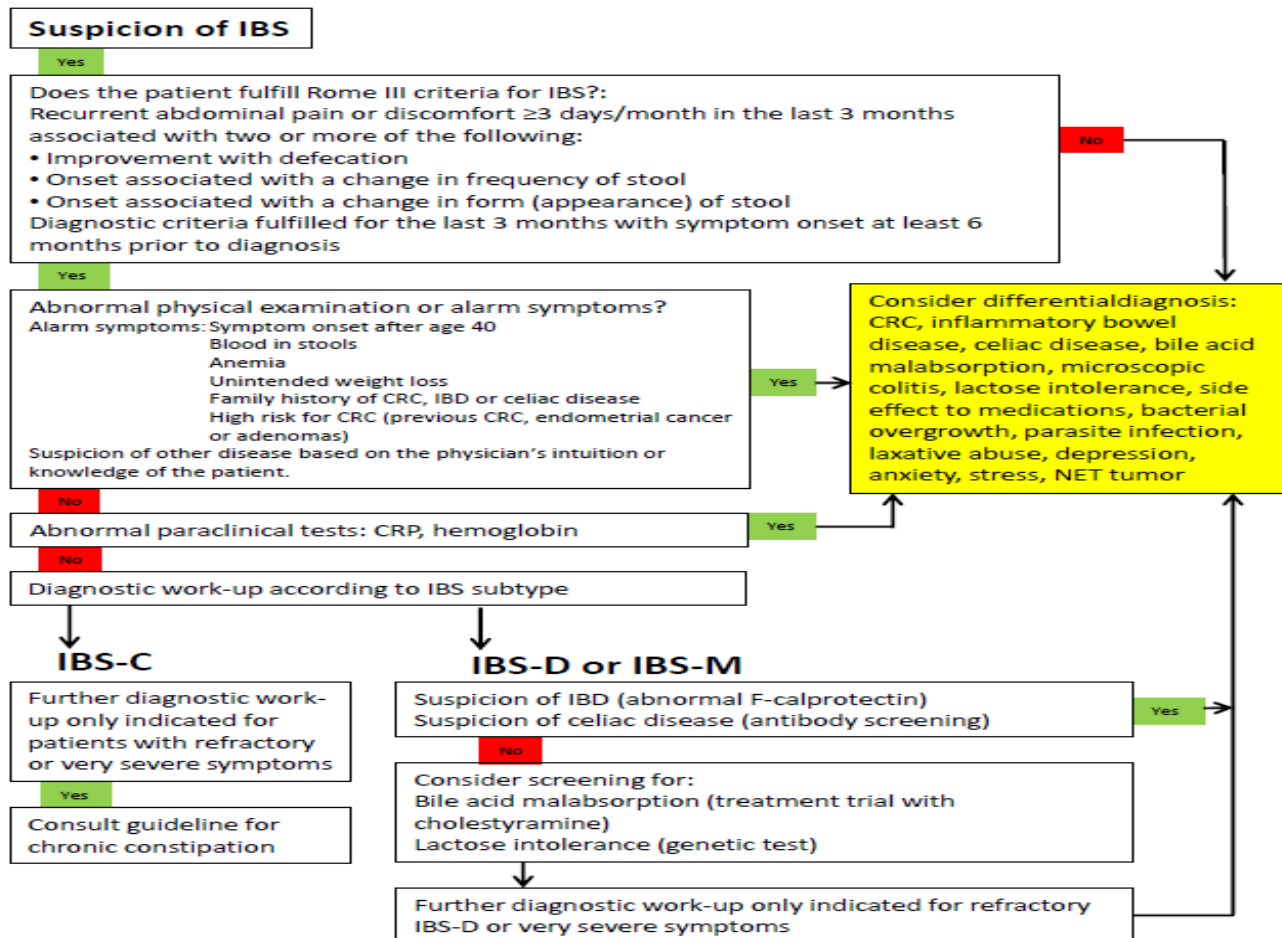 Suspicion of IBS
Yes
Does the patient fulfill Rome III criteria for IBS?:
Recurrent abdominal pain or discomfort ≥3 days/month in the last 3 months
associated with two or more of the following:
• Improvement with defecation
• Onset associated with a change in frequency of stool
• Onset associated with a change in form (appearance) of stool
Diagnostic criteria fulfilled for the last 3 months with symptom onset at least 6
months prior to diagnosis
No
Yes
Abnormal physical examination or alarm symptoms?
Alarm symptoms: Symptom onset after age 40
Blood in stools
Anemia
Unintended weight loss
Family history of CRC, IBD or celiac disease
High risk for CRC (previous CRC, endometrial cancer
or adenomas)
Suspicion of other disease based on the physician's intuition or
knowledge of the patient.
Yes
Consider differentialdiagnosis:
CRC, inflammatory bowel
disease, celiac disease, bile acid
malabsorption, microscopic
colitis, lactose intolerance, side
effect to medications, bacterial
overgrowth, parasite infection,
laxative abuse, depression,
anxiety, stress, NET tumor
No
Abnormal paraclinical tests: CRP, hemoglobin
Yes
No
Diagnostic work-up according to IBS subtype
IBS-C
Further diagnostic work-
up only indicated for
patients with refractory
or very severe symptoms
Yes
Consult guideline for
chronic constipation
IBS-D or IBS-M
Suspicion of IBD (abnormal F-calprotectin)
Suspicion of celiac disease (antibody screening)
Yes
No
Consider screening for:
Bile acid malabsorption (treatment trial with
cholestyramine)
Lactose intolerance (genetic test)
Further diagnostic work-up only indicated for refractory
IBS-D or very severe symptoms